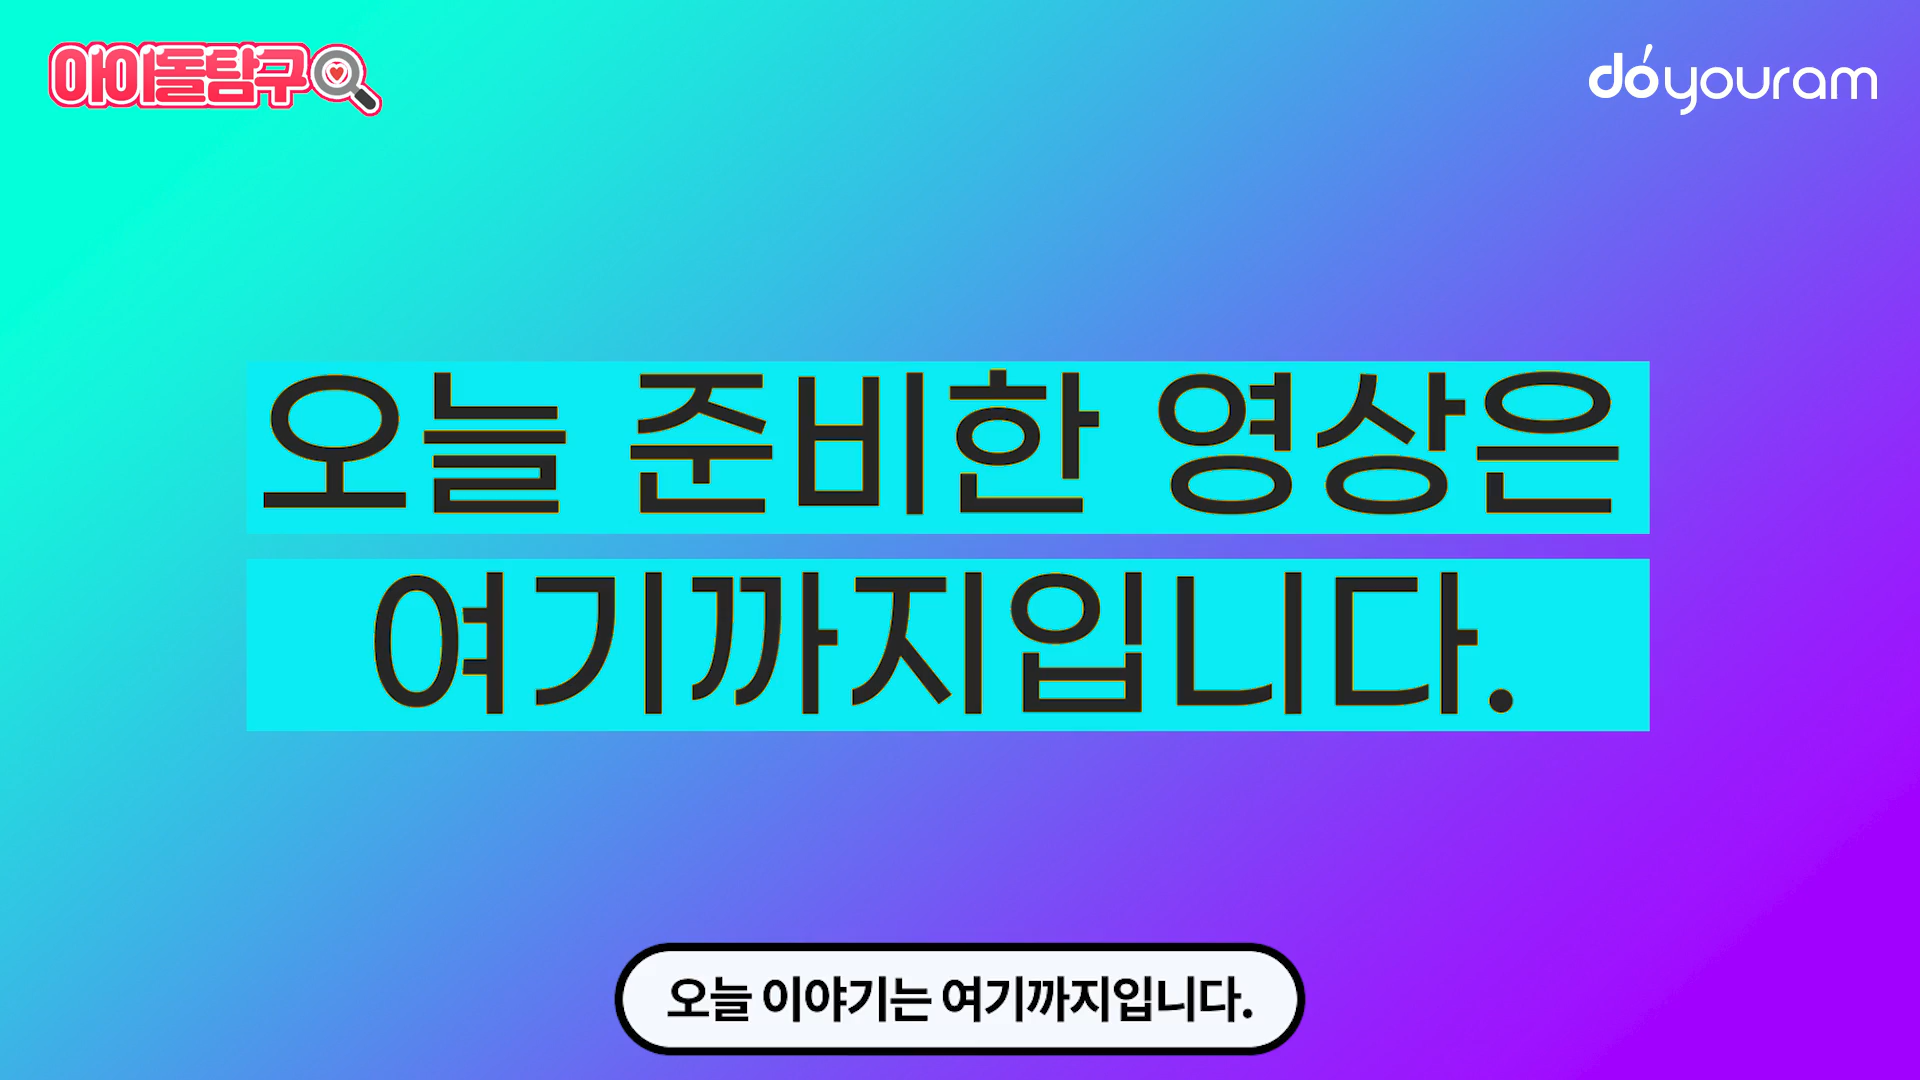 아이돌탐구
dóyouram
오늘 준비한 영상은
여기까지입니다.
오늘 이야기는 여기까지입니다.